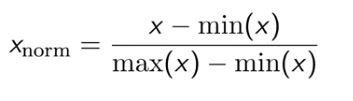 x_norm = (x − min(x)) / (max(x) − min(x))